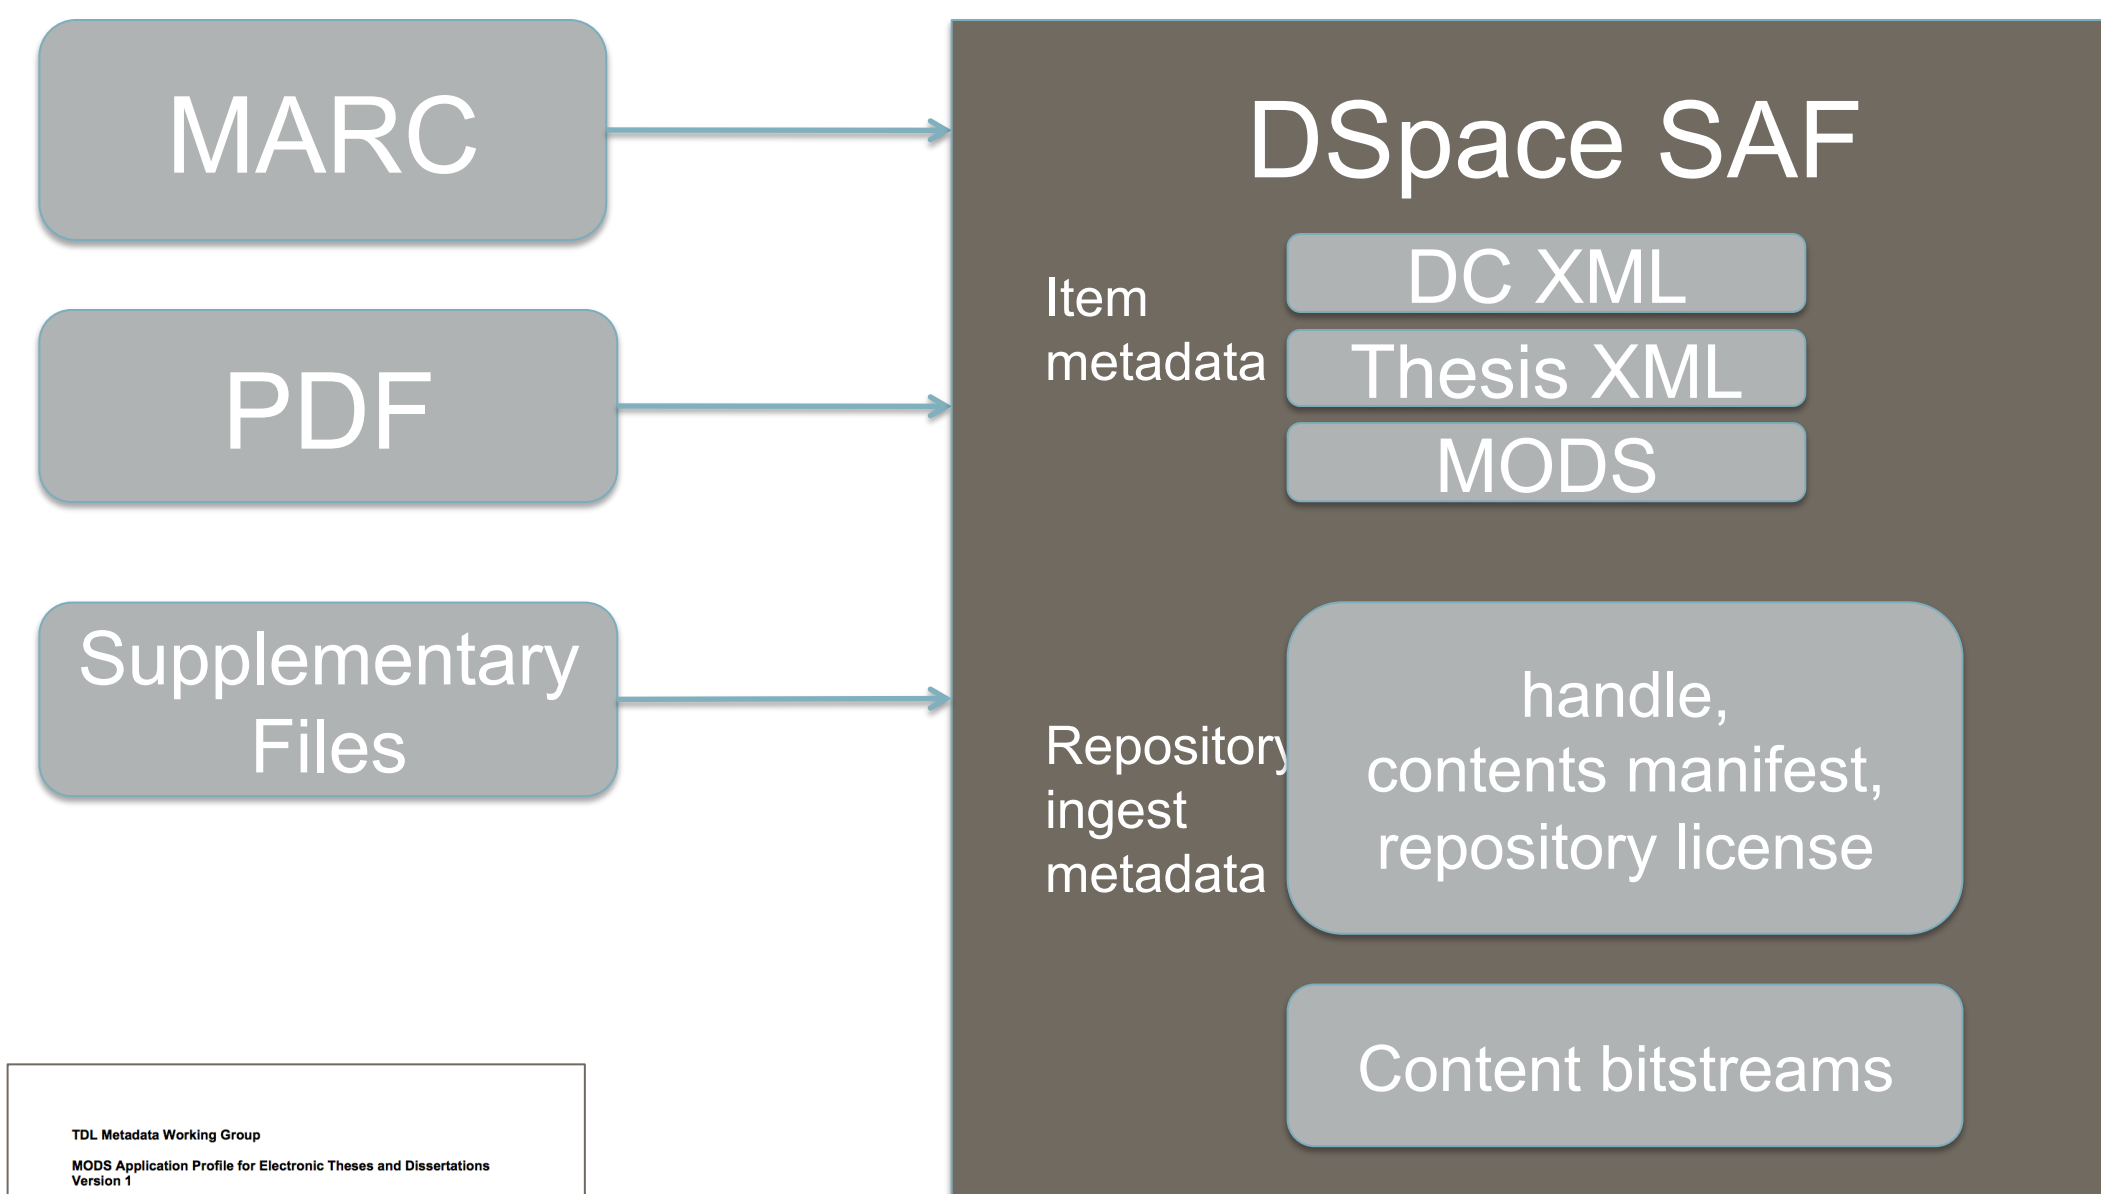 MARC
PDF
Supplementary
Files
DSpace SAF
Item
metadata
DC XML
Thesis XML
MODS
Repository
ingest
metadata
handle,
contents manifest,
repository license
Content bitstreams
TDL Metadata Working Group
MODS Application Profile for Electronic Theses and Dissertations
Version 1